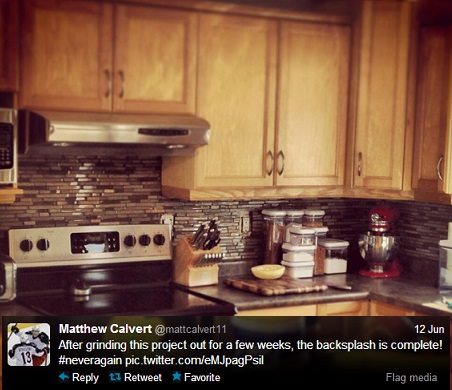 Matthew Calvert @mattcalvert11 12 Jun
After grinding this project out for a few weeks, the backsplash is complete!
#neveragain pic.twitter.com/eMJpagPsil
Reply Retweet Favorite Flag media